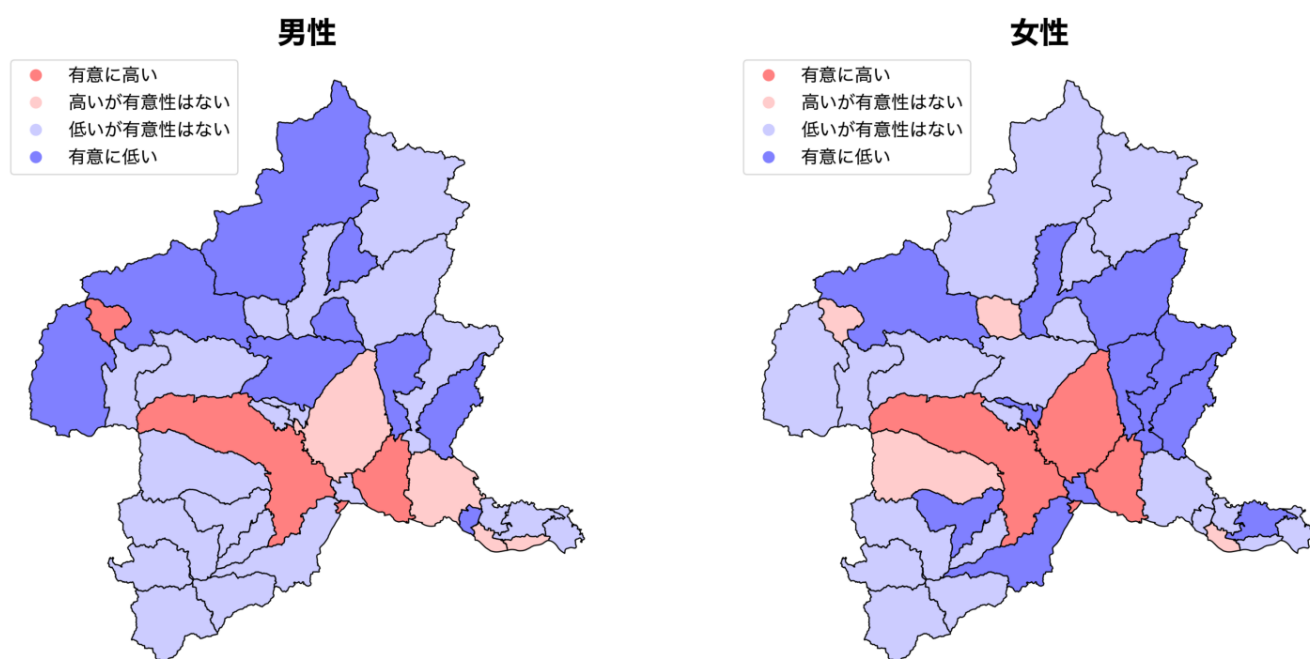 男性
有意に高い
高いが有意性はない
低いが有意性はない
有意に低い
女性
有意に高い
高いが有意性はない
低いが有意性はない
有意に低い